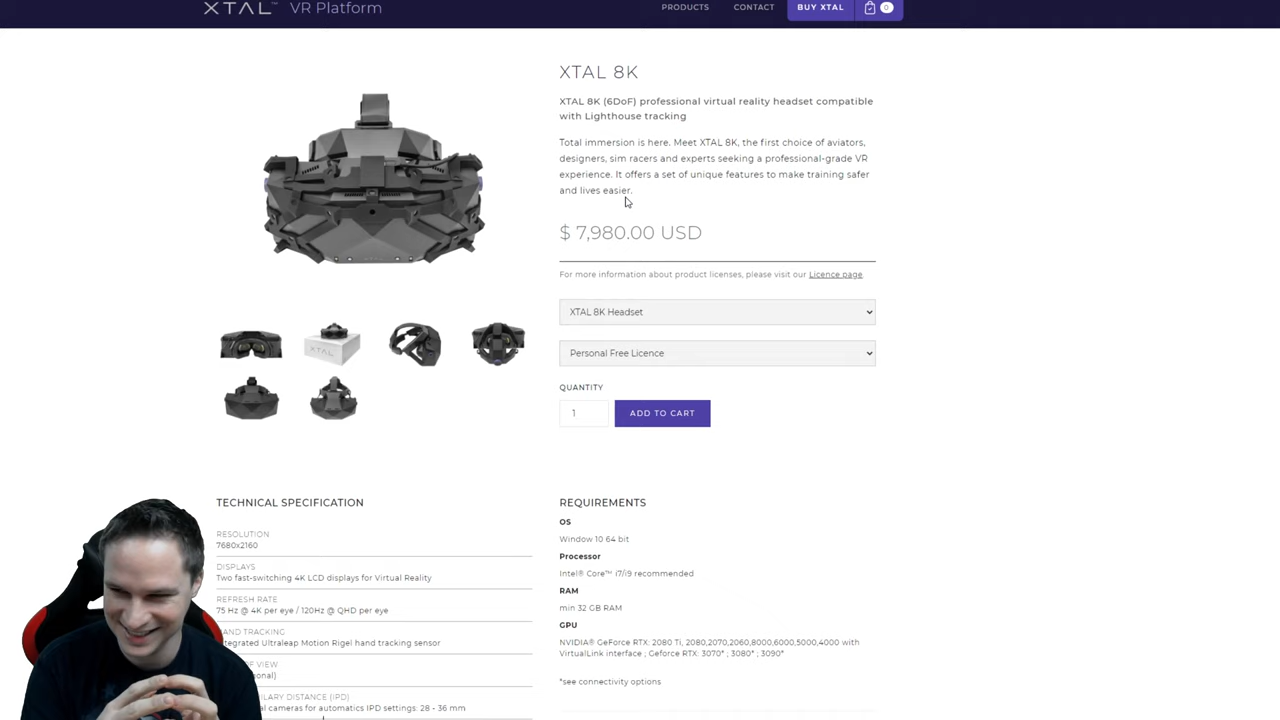 XTAL™ VR Platform
PRODUCTS CONTACT BUY XTAL 0
XTAL 8K
XTAL 8K (6DoF) professional virtual reality headset compatible
with Lighthouse tracking
Total immersion is here. Meet XTAL 8K, the first choice of aviators,
designers, sim racers and experts seeking a professional-grade VR
experience. It offers a set of unique features to make training safer
and lives easier.
$ 7,980.00 USD
For more information about product licenses, please visit our Licence page.
XTAL 8K Headset
Personal Free Licence
QUANTITY
1 ADD TO CART
XTAL
TECHNICAL SPECIFICATION
RESOLUTION
7680x2160
DISPLAYS
Two fast-switching 4K LCD displays for Virtual Reality
REFRESH RATE
75 Hz @ 4K per eye / 120Hz @ QHD per eye
HAND TRACKING
Integrated Ultraleap Motion Rigel hand tracking sensor
OF VIEW
(IPD)
cameras for automatics IPD settings: 28 - 36 mm
REQUIREMENTS
OS
Window 10 64 bit
Processor
Intel® Core™ i7/i9 recommended
RAM
min 32 GB RAM
GPU
NVIDIA® GeForce RTX: 2080 Ti, 2080,2070,2060,8000,6000,5000,4000 with
VirtualLink interface ; Geforce RTX: 3070* ; 3080* ; 3090*
*see connectivity options